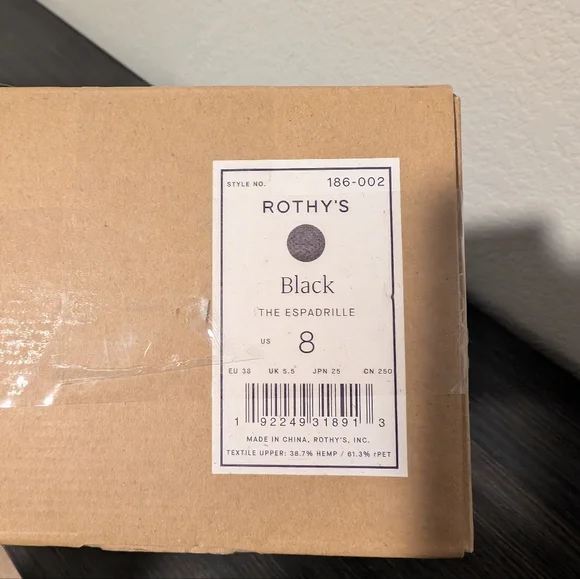 STYLE NO. 186-002
ROTHY'S
Black
THE ESPADRILLE
US 8
EU 38 UK 5.5 JPN 25 CN 250
1 92249 31891 3
MADE IN CHINA, ROTHY'S, INC.
TEXTILE UPPER: 38.7% HEMP / 61.3% rPET